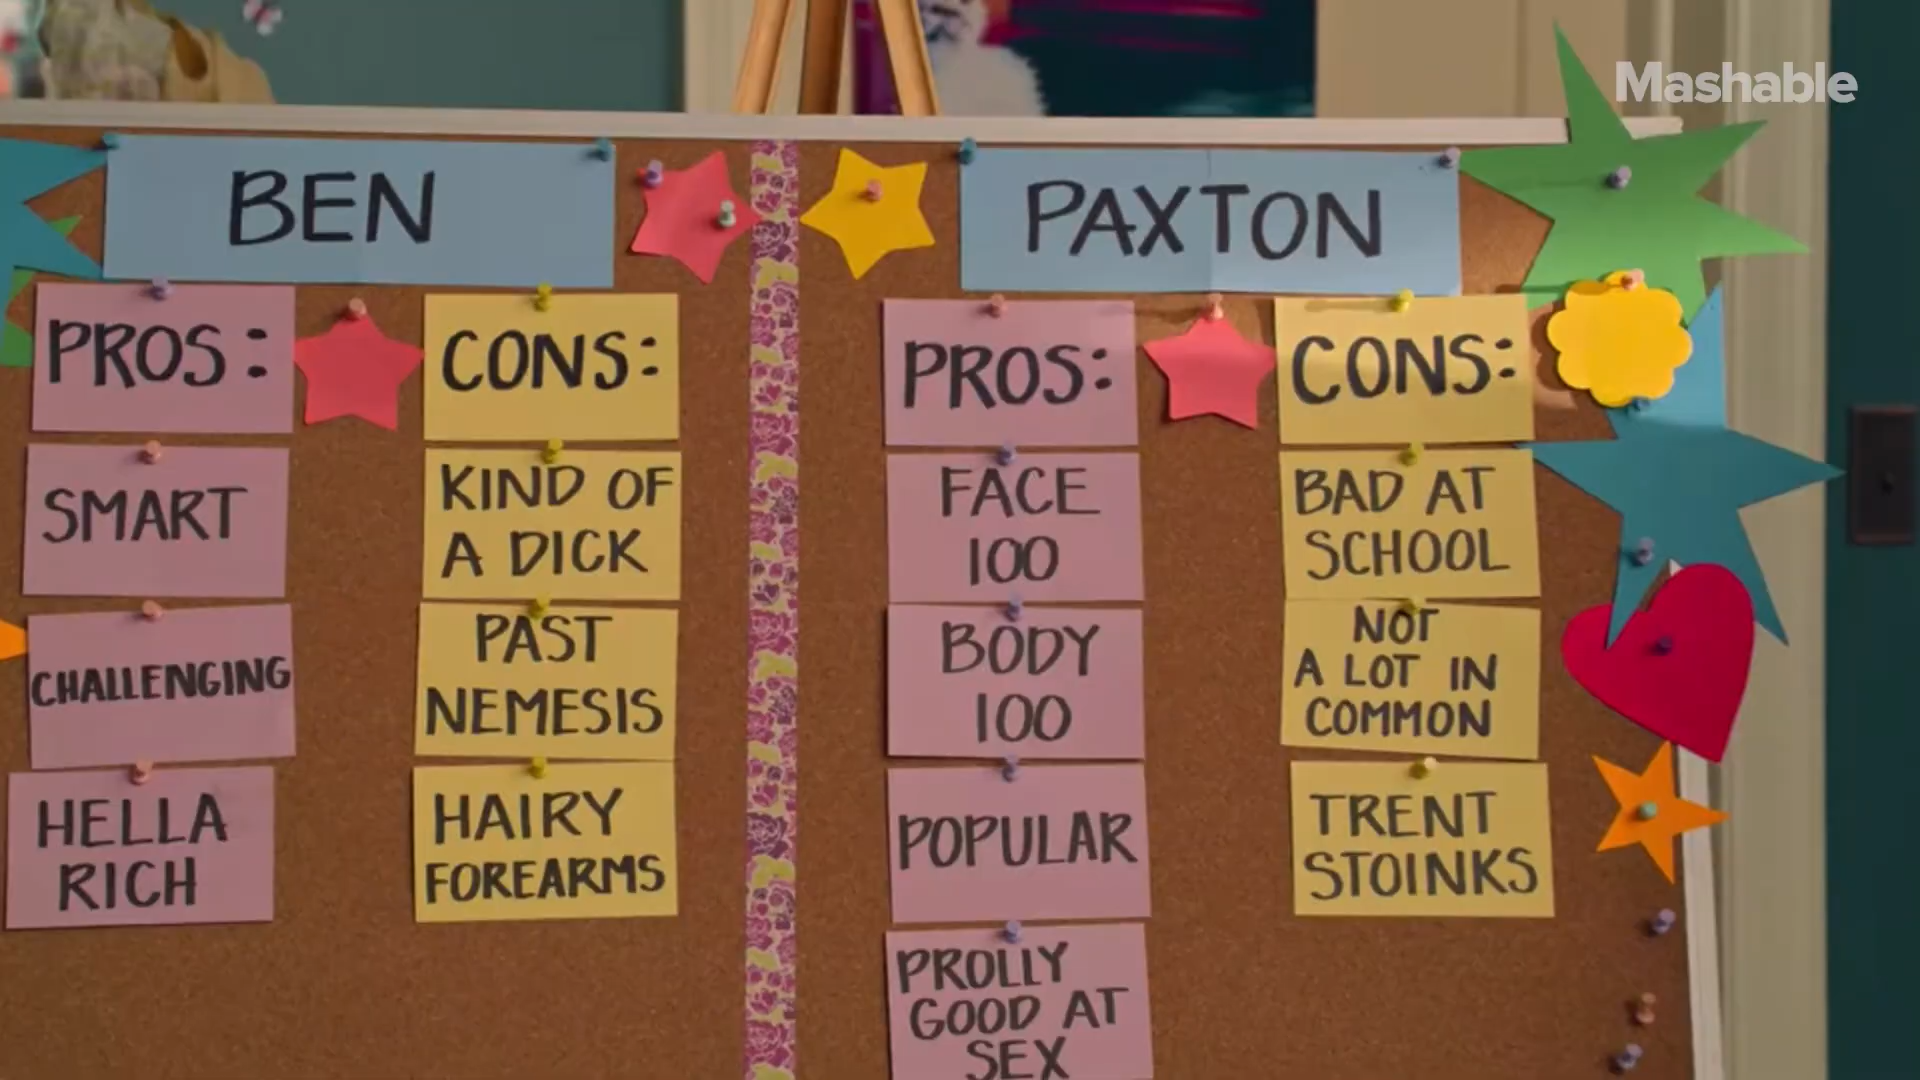 Mashable
BEN
PROS:
SMART
CHALLENGING
HELLA
RICH
CONS:
KIND OF
A DICK
PAST
NEMESIS
HAIRY
FOREARMS
PAXTON
PROS:
FACE
100
BODY
100
POPULAR
PROLLY
GOOD AT
SEX
CONS:
BAD AT
SCHOOL
NOT
A LOT IN
COMMON
TRENT
STOINKS